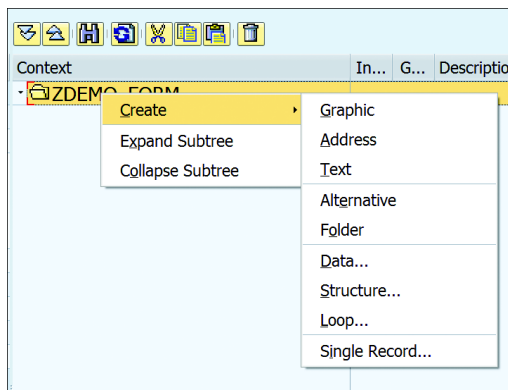 Context In... G... Descriptio
ZDEMO_FORM
Create
Expand Subtree
Collapse Subtree
Graphic
Address
Text
Alternative
Folder
Data...
Structure...
Loop...
Single Record...